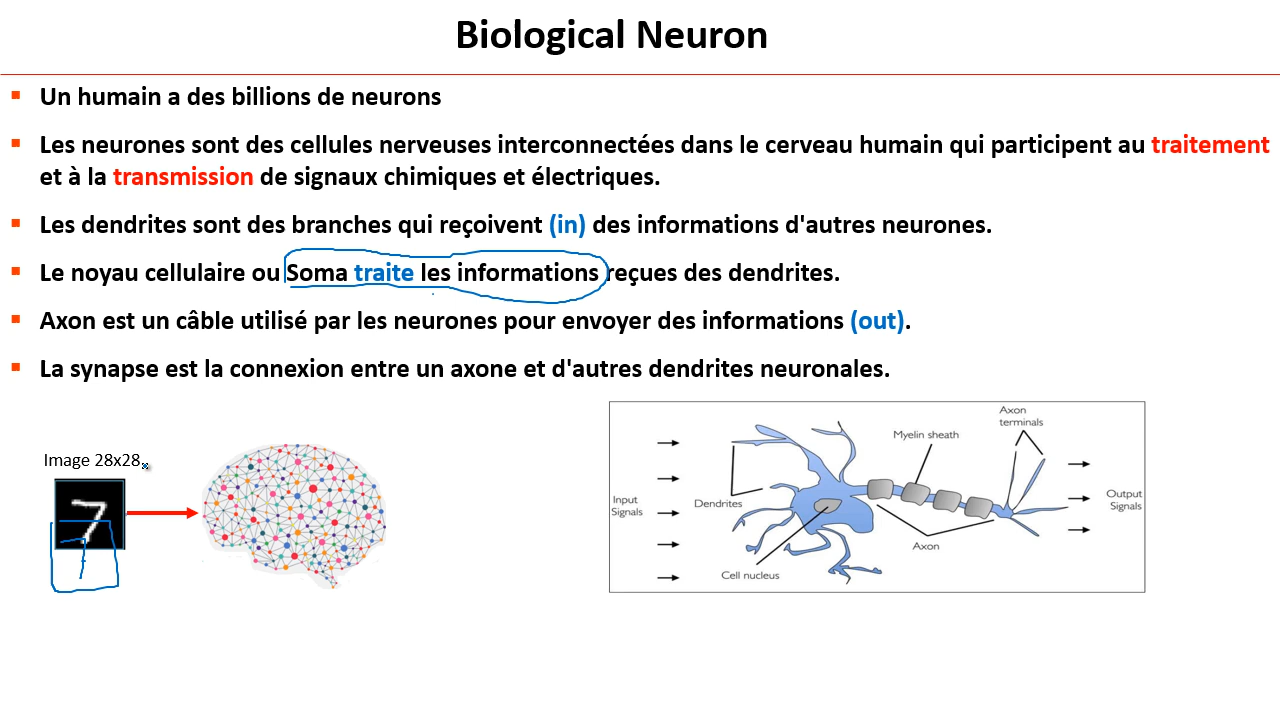 Biological Neuron
Un humain a des billions de neurons
Les neurones sont des cellules nerveuses interconnectées dans le cerveau humain qui participent au traitement
et à la transmission de signaux chimiques et électriques.
Les dendrites sont des branches qui reçoivent (in) des informations d'autres neurones.
Le noyau cellulaire ou Soma traite les informations reçues des dendrites.
Axon est un câble utilisé par les neurones pour envoyer des informations (out).
La synapse est la connexion entre un axone et d'autres dendrites neuronales.
Image 28x28
7
7
Input
Signals
Dendrites
Cell nucleus
Myelin sheath
Axon
Axon
terminals
Output
Signals